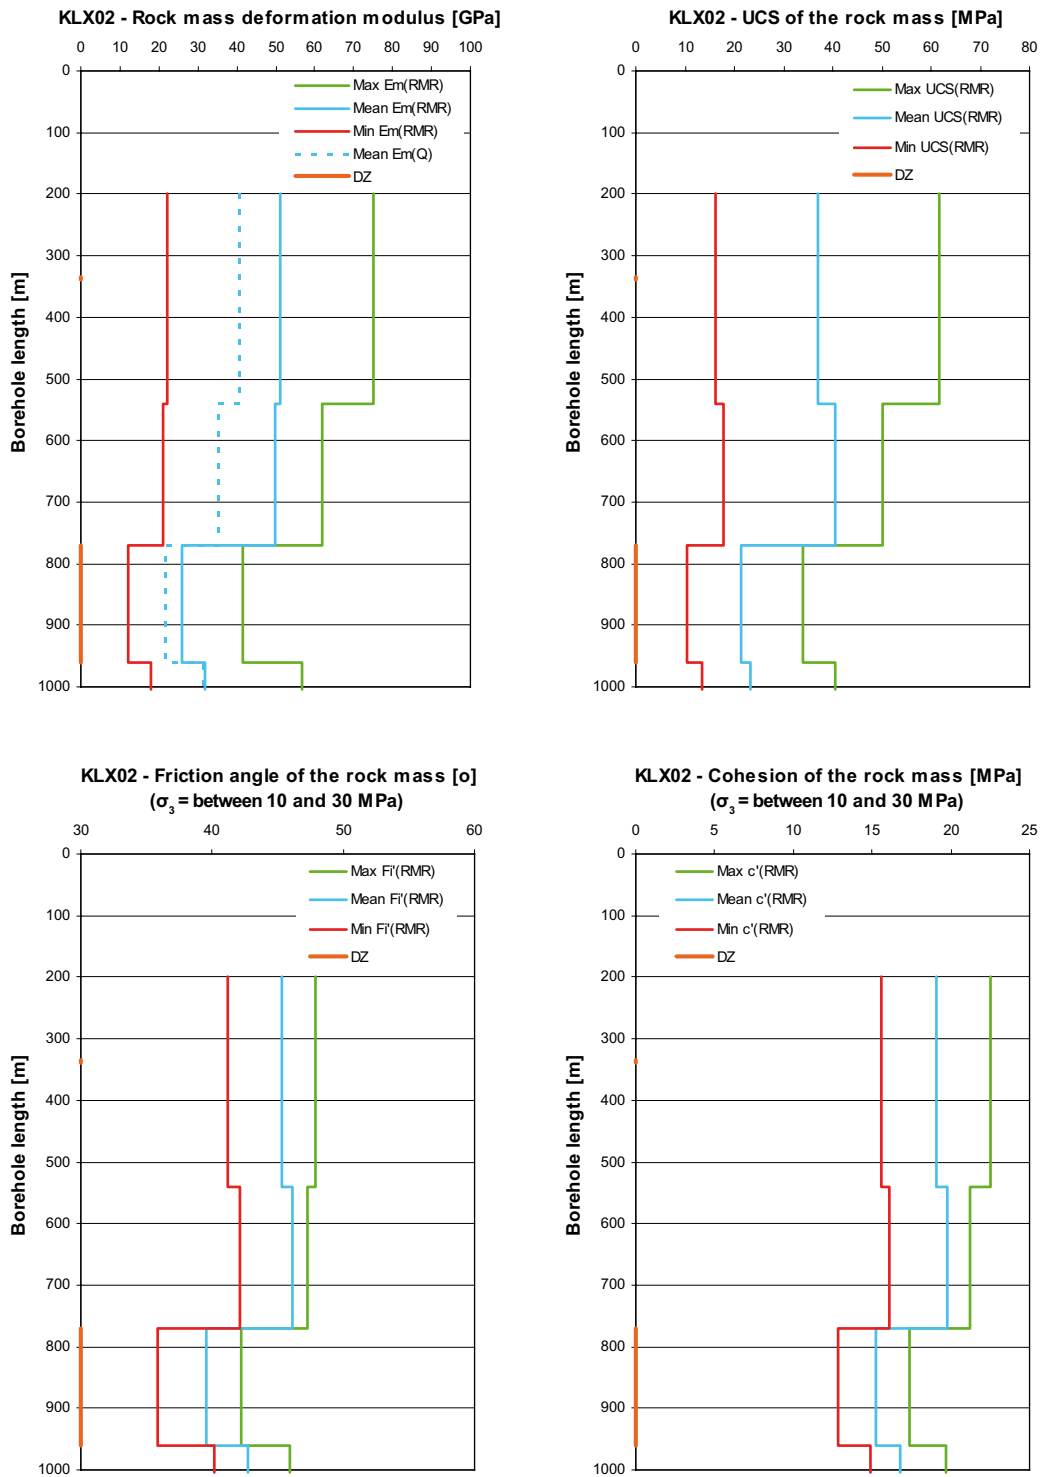 KLX02 - Rock mass deformation modulus [GPa]
0 10 20 30 40 50 60 70 80 90 100
0
100
200
300
400
500
600
700
800
900
1000
Borehole length [m]
Max Em(RMR)
Mean Em(RMR)
Min Em(RMR)
Mean Em(Q)
DZ
KLX02 - UCS of the rock mass [MPa]
0 10 20 30 40 50 60 70 80
0
100
200
300
400
500
600
700
800
900
1000
Borehole length [m]
Max UCS(RMR)
Mean UCS(RMR)
Min UCS(RMR)
DZ
KLX02 - Friction angle of the rock mass [o]
(σ3 = between 10 and 30 MPa)
30 40 50 60
0
100
200
300
400
500
600
700
800
900
1000
Borehole length [m]
Max Fi'(RMR)
Mean Fi'(RMR)
Min Fi'(RMR)
DZ
KLX02 - Cohesion of the rock mass [MPa]
(σ3 = between 10 and 30 MPa)
0 5 10 15 20 25
0
100
200
300
400
500
600
700
800
900
1000
Borehole length [m]
Max c'(RMR)
Mean c'(RMR)
Min c'(RMR)
DZ